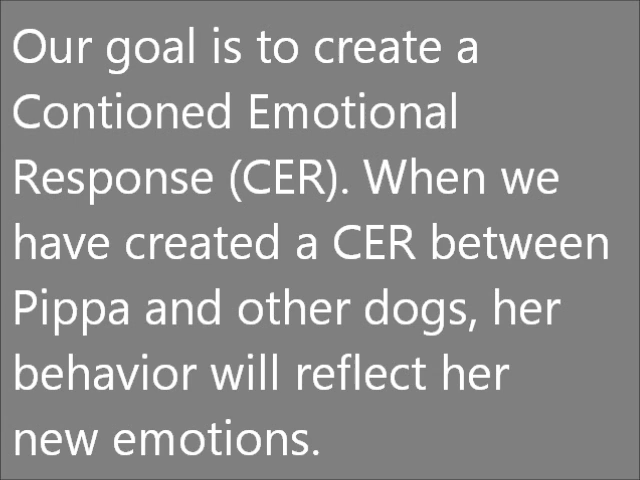 Our goal is to create a
Contioned Emotional
Response (CER). When we
have created a CER between
Pippa and other dogs, her
behavior will reflect her
new emotions.